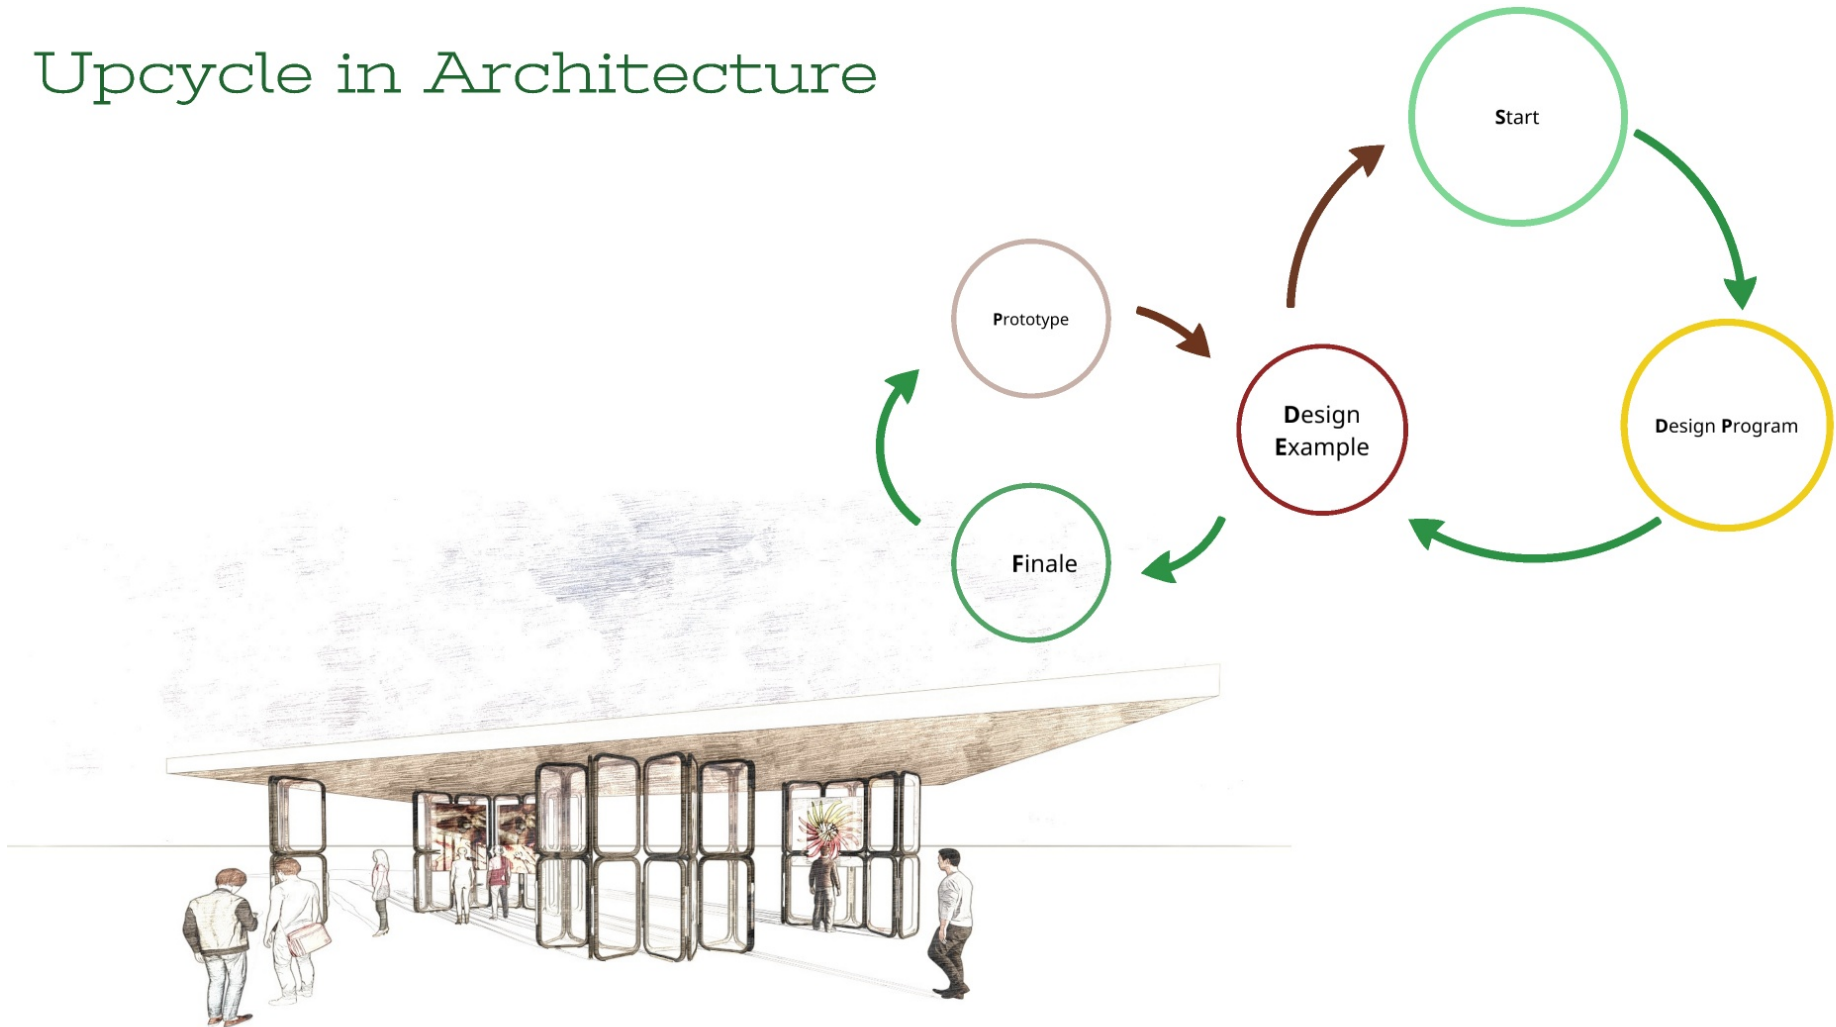 Upcycle in Architecture
Start
Prototype
Design
Example
Design Program
Finale